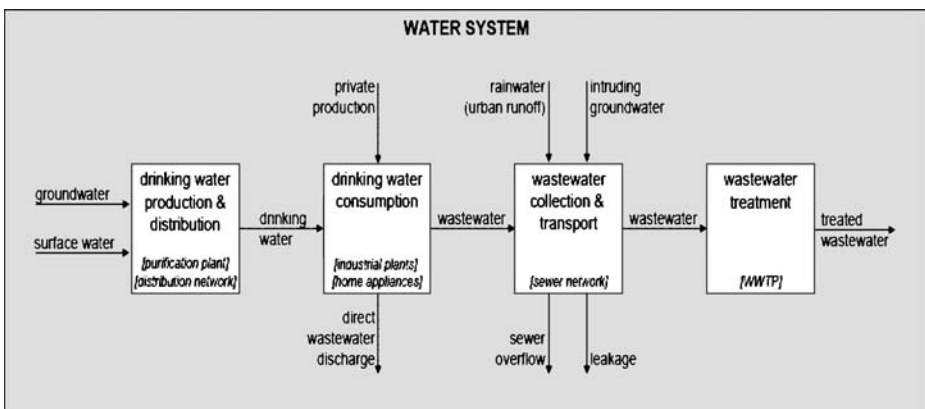 WATER SYSTEM
private
production
rainwater
(urban runoff)
intruding
groundwater
groundwater
surface water
drinking water
production &
distribution
[purification plant]
[distribution network]
drinking
water
drinking water
consumption
[industrial plants]
[home appliances]
wastewater
wastewater
collection &
transport
[sewer network]
wastewater
wastewater
treatment
[WWTP]
treated
wastewater
direct
wastewater
discharge
sewer
overflow
leakage